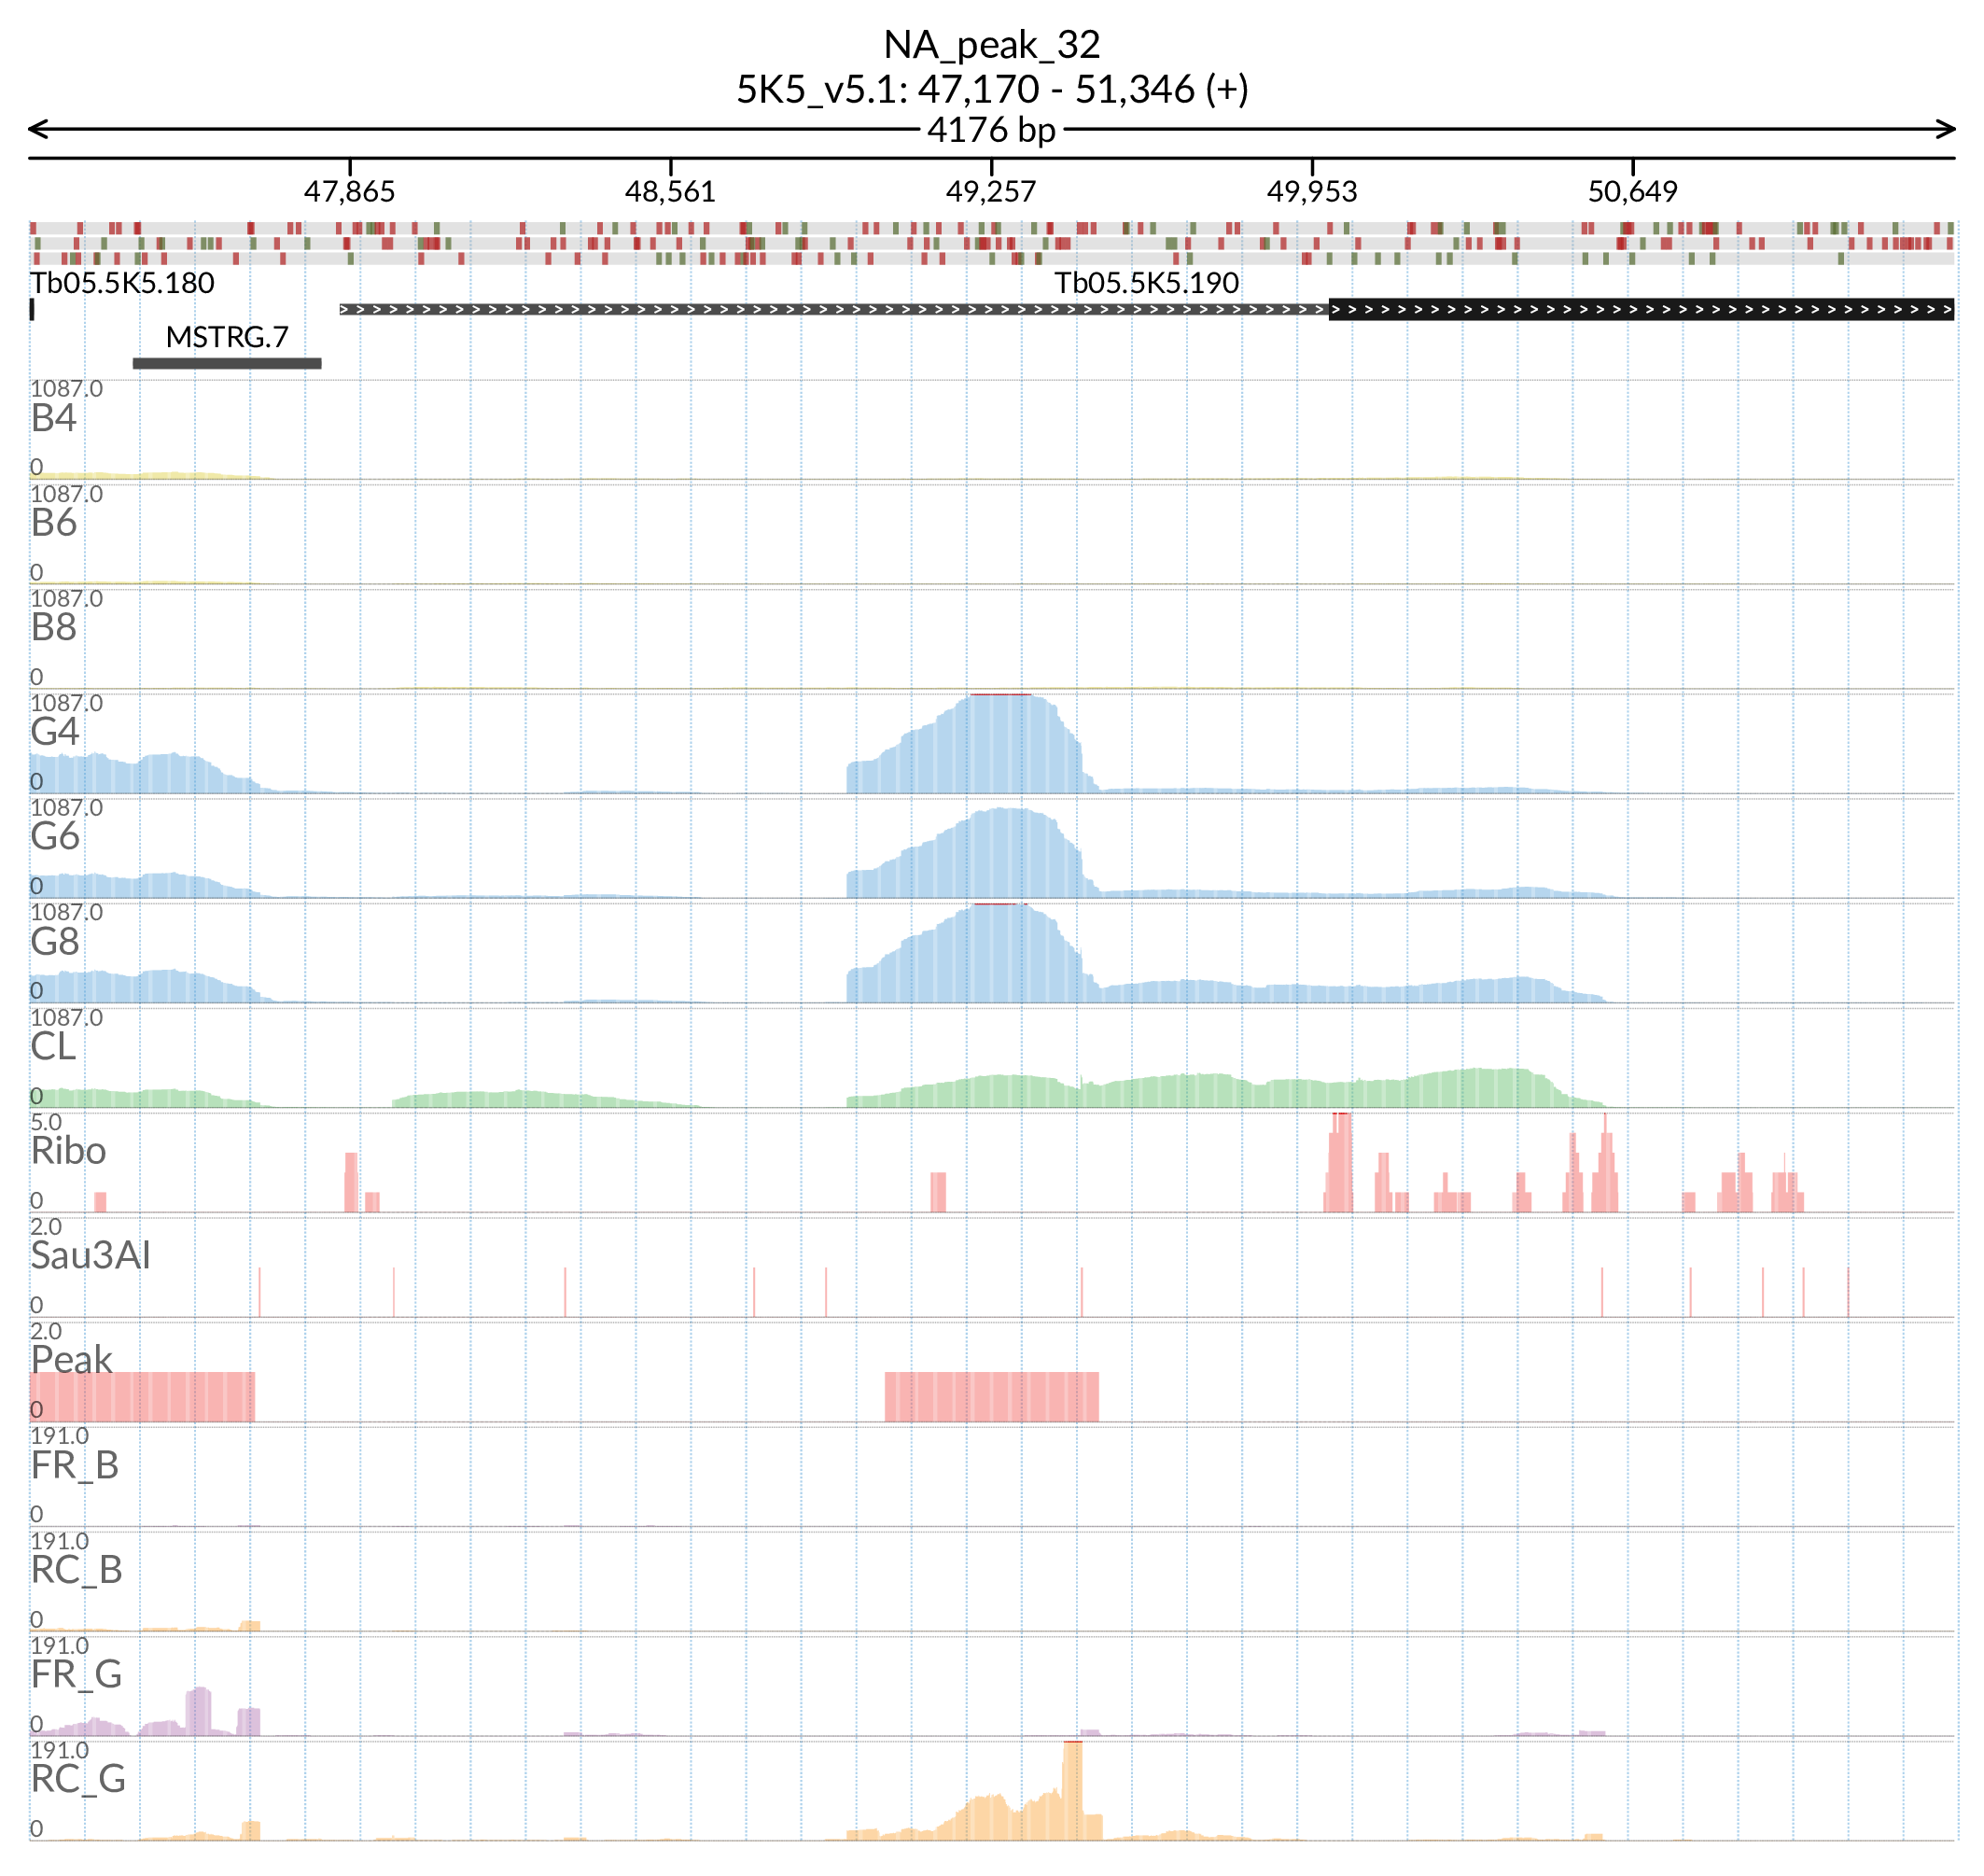 NA_peak_32
5K5_v5.1: 47,170 - 51,346 (+)
4176 bp
47,865 48,561 49,257 49,953 50,649
Tb05.5K5.180 Tb05.5K5.190
MSTRG.7
1087.0
B4
0
1087.0
B6
0
1087.0
B8
0
1087.0
G4
0
1087.0
G6
0
1087.0
G8
0
1087.0
CL
0
5.0
Ribo
0
2.0
Sau3AI
0
2.0
Peak
0
191.0
FR_B
0
191.0
RC_B
0
191.0
FR_G
0
191.0
RC_G
0